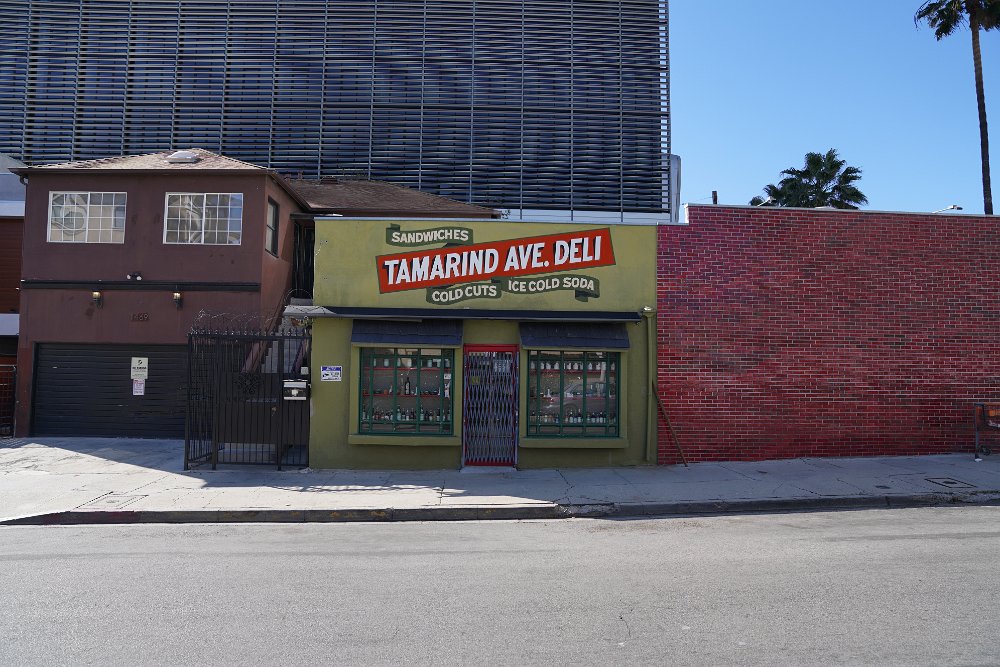 SANDWICHES
TAMARIND AVE. DELI
COLD CUTS
ICE COLD SODA